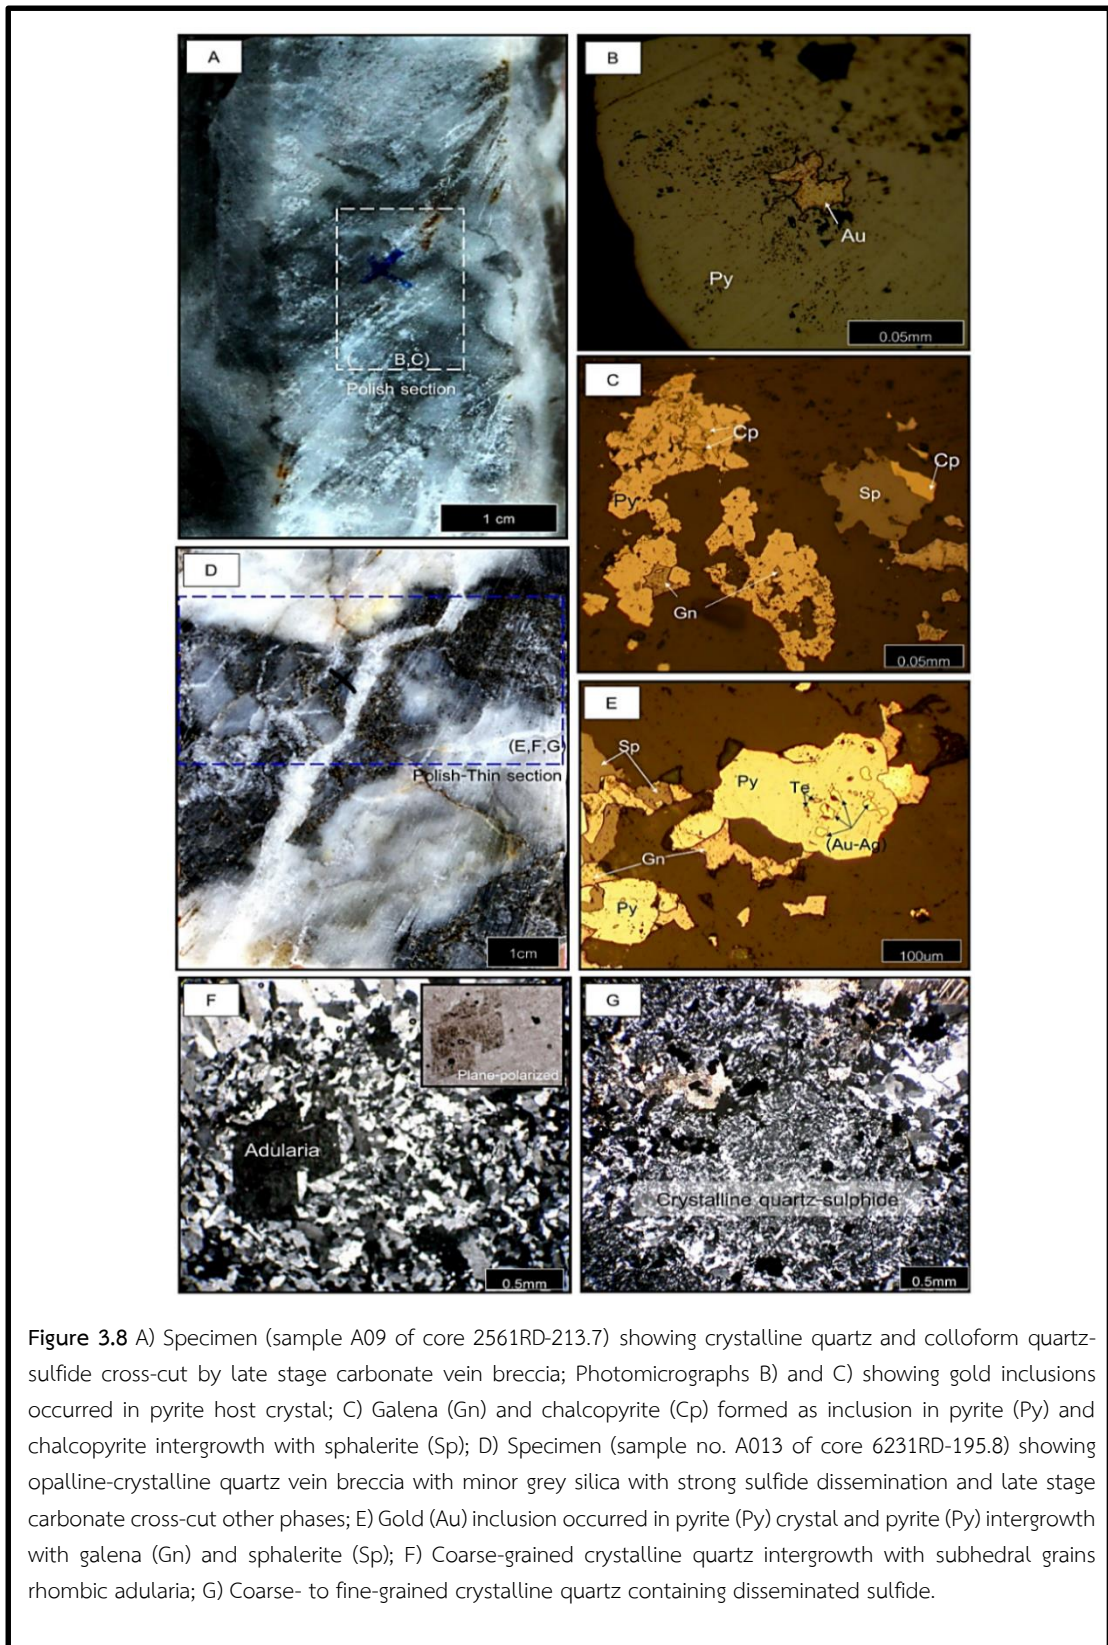 A
B,C)
Polish section
1 cm
B
Au
Py
0.05mm
C
Cp
Cp
Sp
Py
Gn
0.05mm
D
(E,F,G)
Polish-Thin section
1cm
E
Sp
Py
Te
(Au-Ag)
Gn
Py
100um
F
Plane-polarized
Adularia
0.5mm
G
Crystalline quartz-sulphide
0.5mm
Figure 3.8 A) Specimen (sample A09 of core 2561RD-213.7) showing crystalline quartz and colloform quartz-
sulfide cross-cut by late stage carbonate vein breccia; Photomicrographs B) and C) showing gold inclusions
occurred in pyrite host crystal; C) Galena (Gn) and chalcopyrite (Cp) formed as inclusion in pyrite (Py) and
chalcopyrite intergrowth with sphalerite (Sp); D) Specimen (sample no. A013 of core 6231RD-195.8) showing
opalline-crystalline quartz vein breccia with minor grey silica with strong sulfide dissemination and late stage
carbonate cross-cut other phases; E) Gold (Au) inclusion occurred in pyrite (Py) crystal and pyrite (Py) intergrowth
with galena (Gn) and sphalerite (Sp); F) Coarse-grained crystalline quartz intergrowth with subhedral grains
rhombic adularia; G) Coarse- to fine-grained crystalline quartz containing disseminated sulfide.